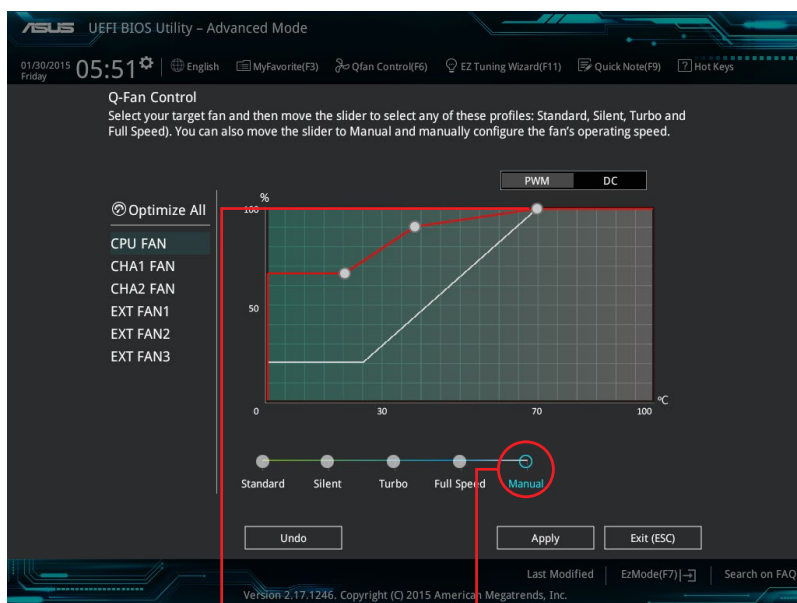 ASUS UEFI BIOS Utility – Advanced Mode
01/30/2015 Friday 05:51 English MyFavorite(F3) Qfan Control(F6) EZ Tuning Wizard(F11) Quick Note(F9) ? Hot Keys
Q-Fan Control
Select your target fan and then move the slider to select any of these profiles: Standard, Silent, Turbo and
Full Speed). You can also move the slider to Manual and manually configure the fan's operating speed.
PWM DC
Optimize All
CPU FAN
CHA1 FAN
CHA2 FAN
EXT FAN1
EXT FAN2
EXT FAN3
%
100
50
0 30 70 100 °C
Standard Silent Turbo Full Speed Manual
Undo Apply Exit (ESC)
Last Modified EzMode(F7) Search on FAQ
Version 2.17.1246. Copyright (C) 2015 American Megatrends, Inc.